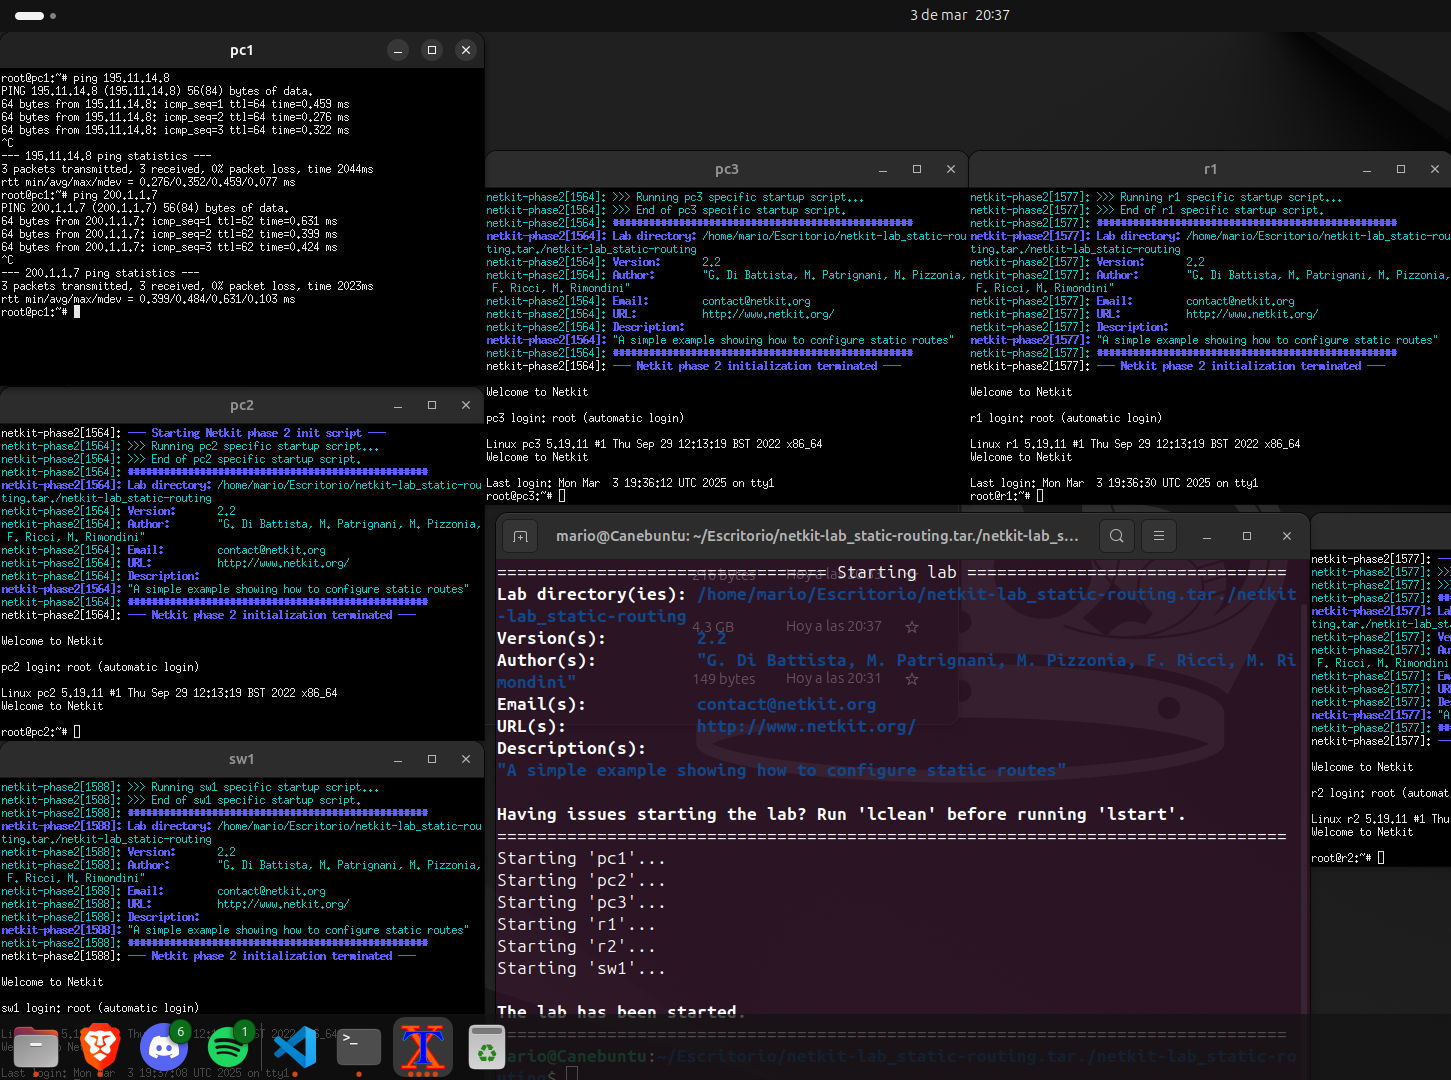 3 de mar 20:37
pc1
root@pc1:~# ping 195.11.14.8
PING 195.11.14.8 (195.11.14.8) 56(84) bytes of data.
64 bytes from 195.11.14.8: icmp_seq=1 ttl=64 time=0.459 ms
64 bytes from 195.11.14.8: icmp_seq=2 ttl=64 time=0.276 ms
64 bytes from 195.11.14.8: icmp_seq=3 ttl=64 time=0.322 ms
^C
--- 195.11.14.8 ping statistics ---
3 packets transmitted, 3 received, 0% packet loss, time 2044ms
rtt min/avg/max/mdev = 0.276/0.352/0.459/0.077 ms
root@pc1:~# ping 200.1.1.7
PING 200.1.1.7 (200.1.1.7) 56(84) bytes of data.
64 bytes from 200.1.1.7: icmp_seq=1 ttl=62 time=0.631 ms
64 bytes from 200.1.1.7: icmp_seq=2 ttl=62 time=0.399 ms
64 bytes from 200.1.1.7: icmp_seq=3 ttl=62 time=0.424 ms
^C
--- 200.1.1.7 ping statistics ---
3 packets transmitted, 3 received, 0% packet loss, time 2023ms
rtt min/avg/max/mdev = 0.399/0.484/0.631/0.103 ms
root@pc1:~#
pc3
netkit-phase2[1564]: >>> Running pc3 specific startup script...
netkit-phase2[1564]: >>> End of pc3 specific startup script.
netkit-phase2[1564]: ##################################################
netkit-phase2[1564]: Lab directory: /home/mario/Escritorio/netkit-lab_static-rou
ting.tar./netkit-lab_static-routing
netkit-phase2[1564]: Version: 2.2
netkit-phase2[1564]: Author: "G. Di Battista, M. Patrignani, M. Pizzonia,
F. Ricci, M. Rimondini"
netkit-phase2[1564]: Email: contact@netkit.org
netkit-phase2[1564]: URL: http://www.netkit.org/
netkit-phase2[1564]: Description:
netkit-phase2[1564]: "A simple example showing how to configure static routes"
netkit-phase2[1564]: ##################################################
netkit-phase2[1564]: --- Netkit phase 2 initialization terminated ---
Welcome to Netkit
pc3 login: root (automatic login)
Linux pc3 5.19.11 #1 Thu Sep 29 12:13:19 BST 2022 x86_64
Welcome to Netkit
Last login: Mon Mar  3 19:36:12 UTC 2025 on tty1
root@pc3:~#
r1
netkit-phase2[1577]: >>> Running r1 specific startup script...
netkit-phase2[1577]: >>> End of r1 specific startup script.
netkit-phase2[1577]: ##################################################
netkit-phase2[1577]: Lab directory: /home/mario/Escritorio/netkit-lab_static-rou
ting.tar./netkit-lab_static-routing
netkit-phase2[1577]: Version: 2.2
netkit-phase2[1577]: Author: "G. Di Battista, M. Patrignani, M. Pizzonia,
F. Ricci, M. Rimondini"
netkit-phase2[1577]: Email: contact@netkit.org
netkit-phase2[1577]: URL: http://www.netkit.org/
netkit-phase2[1577]: Description:
netkit-phase2[1577]: "A simple example showing how to configure static routes"
netkit-phase2[1577]: ##################################################
netkit-phase2[1577]: --- Netkit phase 2 initialization terminated ---
Welcome to Netkit
r1 login: root (automatic login)
Linux r1 5.19.11 #1 Thu Sep 29 12:13:19 BST 2022 x86_64
Welcome to Netkit
Last login: Mon Mar  3 19:36:30 UTC 2025 on tty1
root@r1:~#
pc2
netkit-phase2[1564]: --- Starting Netkit phase 2 init script ---
netkit-phase2[1564]: >>> Running pc2 specific startup script...
netkit-phase2[1564]: >>> End of pc2 specific startup script.
netkit-phase2[1564]: ##################################################
netkit-phase2[1564]: Lab directory: /home/mario/Escritorio/netkit-lab_static-rou
ting.tar./netkit-lab_static-routing
netkit-phase2[1564]: Version: 2.2
netkit-phase2[1564]: Author: "G. Di Battista, M. Patrignani, M. Pizzonia,
F. Ricci, M. Rimondini"
netkit-phase2[1564]: Email: contact@netkit.org
netkit-phase2[1564]: URL: http://www.netkit.org/
netkit-phase2[1564]: Description:
netkit-phase2[1564]: "A simple example showing how to configure static routes"
netkit-phase2[1564]: ##################################################
netkit-phase2[1564]: --- Netkit phase 2 initialization terminated ---
Welcome to Netkit
pc2 login: root (automatic login)
Linux pc2 5.19.11 #1 Thu Sep 29 12:13:19 BST 2022 x86_64
Welcome to Netkit
root@pc2:~#
sw1
netkit-phase2[1588]: >>> Running sw1 specific startup script...
netkit-phase2[1588]: >>> End of sw1 specific startup script.
netkit-phase2[1588]: ##################################################
netkit-phase2[1588]: Lab directory: /home/mario/Escritorio/netkit-lab_static-rou
ting.tar./netkit-lab_static-routing
netkit-phase2[1588]: Version: 2.2
netkit-phase2[1588]: Author: "G. Di Battista, M. Patrignani, M. Pizzonia,
F. Ricci, M. Rimondini"
netkit-phase2[1588]: Email: contact@netkit.org
netkit-phase2[1588]: URL: http://www.netkit.org/
netkit-phase2[1588]: Description:
netkit-phase2[1588]: "A simple example showing how to configure static routes"
netkit-phase2[1588]: ##################################################
netkit-phase2[1588]: --- Netkit phase 2 initialization terminated ---
Welcome to Netkit
sw1 login: root (automatic login)
Last login: Mon Mar  3 19:37:08 UTC 2025 on tty1
mario@Canebuntu: ~/Escritorio/netkit-lab_static-routing.tar./netkit-lab_s...
================================= Starting lab ================================
Lab directory(ies): /home/mario/Escritorio/netkit-lab_static-routing.tar./netkit
-lab_static-routing
4,3 GB Hoy a las 20:37
Version(s): 2.2
Author(s): "G. Di Battista, M. Patrignani, M. Pizzonia, F. Ricci, M. Ri
mondini"
149 bytes Hoy a las 20:31
Email(s): contact@netkit.org
URL(s): http://www.netkit.org/
Description(s):
"A simple example showing how to configure static routes"
Having issues starting the lab? Run 'lclean' before running 'lstart'.
===============================================================================
Starting 'pc1'...
Starting 'pc2'...
Starting 'pc3'...
Starting 'r1'...
Starting 'r2'...
Starting 'sw1'...
The lab has been started.
===============================================================================
mario@Canebuntu:~/Escritorio/netkit-lab_static-routing.tar./netkit-lab_static-ro
uting$
netkit-phase2[1577]: --
netkit-phase2[1577]: >>
netkit-phase2[1577]: >>
netkit-phase2[1577]: ##
netkit-phase2[1577]: La
ting.tar./netkit-lab_st
netkit-phase2[1577]: Ve
netkit-phase2[1577]: Au
F. Ricci, M. Rimondini
netkit-phase2[1577]: Em
netkit-phase2[1577]: UR
netkit-phase2[1577]: De
netkit-phase2[1577]: "A
netkit-phase2[1577]: ##
netkit-phase2[1577]: --
Welcome to Netkit
r2 login: root (automat
Linux r2 5.19.11 #1 Thu
Welcome to Netkit
root@r2:~#
6
1